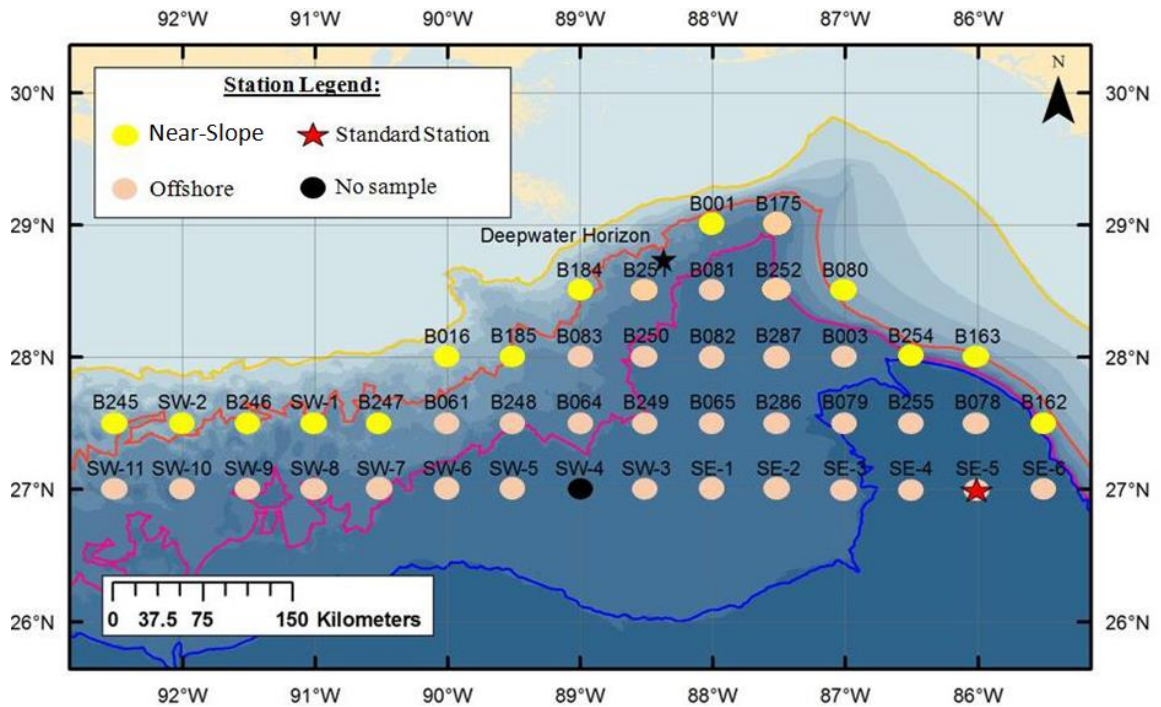 92°W 91°W 90°W 89°W 88°W 87°W 86°W
N
30°N 30°N
Station Legend:
Near-Slope Standard Station
Offshore No sample
29°N 29°N
B001 B175
Deepwater Horizon
B184 B251 B081 B252 B080
28°N 28°N
B016 B185 B083 B250 B082 B287 B003 B254 B163
B245 SW-2 B246 SW-1 B247 B061 B248 B064 B249 B065 B286 B079 B255 B078 B162
27°N 27°N
SW-11 SW-10 SW-9 SW-8 SW-7 SW-6 SW-5 SW-4 SW-3 SE-1 SE-2 SE-3 SE-4 SE-5 SE-6
0 37.5 75 150 Kilometers
26°N 26°N
92°W 91°W 90°W 89°W 88°W 87°W 86°W